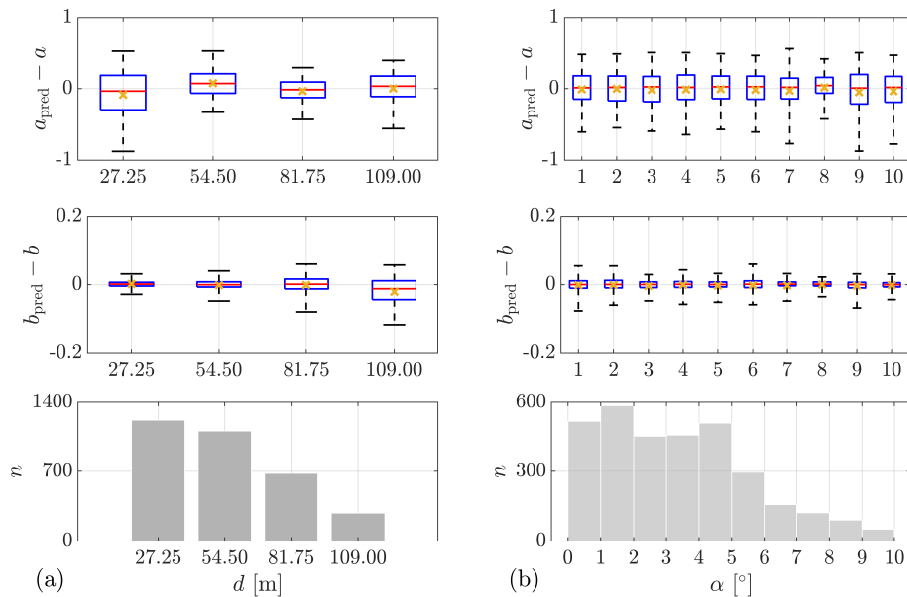 1
0
-1
a_pred − a
27.25 54.50 81.75 109.00
1
0
-1
a_pred − a
1 2 3 4 5 6 7 8 9 10
0.2
0
-0.2
b_pred − b
27.25 54.50 81.75 109.00
0.2
0
-0.2
b_pred − b
1 2 3 4 5 6 7 8 9 10
1400
700
0
n
27.25 54.50 81.75 109.00
(a) d [m]
600
300
0
n
0 1 2 3 4 5 6 7 8 9 10
(b) α [°]